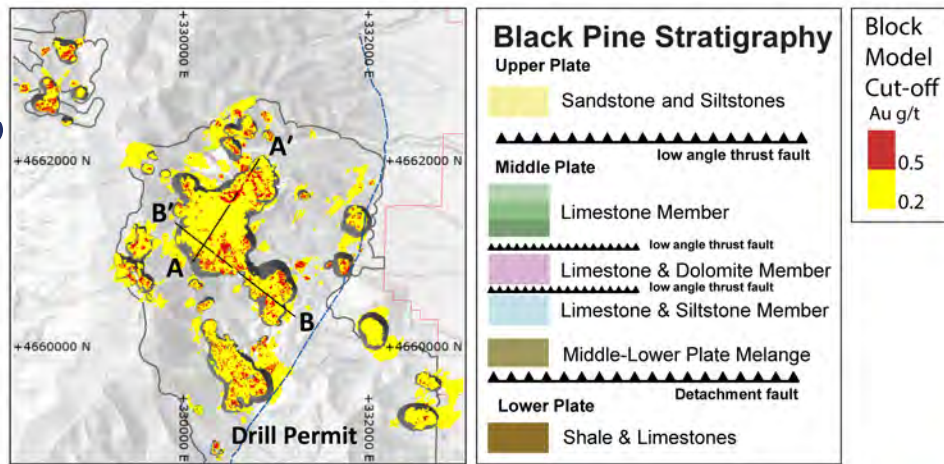 +330000 E
+332000 E
+4662000 N
+4662000 N
A'
B'
A
B
+4660000 N
+4660000 N
+330000 E
+332000 E
Drill Permit
Black Pine Stratigraphy
Upper Plate
Sandstone and Siltstones
low angle thrust fault
Middle Plate
Limestone Member
low angle thrust fault
Limestone & Dolomite Member
low angle thrust fault
Limestone & Siltstone Member
Middle-Lower Plate Melange
Detachment fault
Lower Plate
Shale & Limestones
Block
Model
Cut-off
Au g/t
0.5
0.2